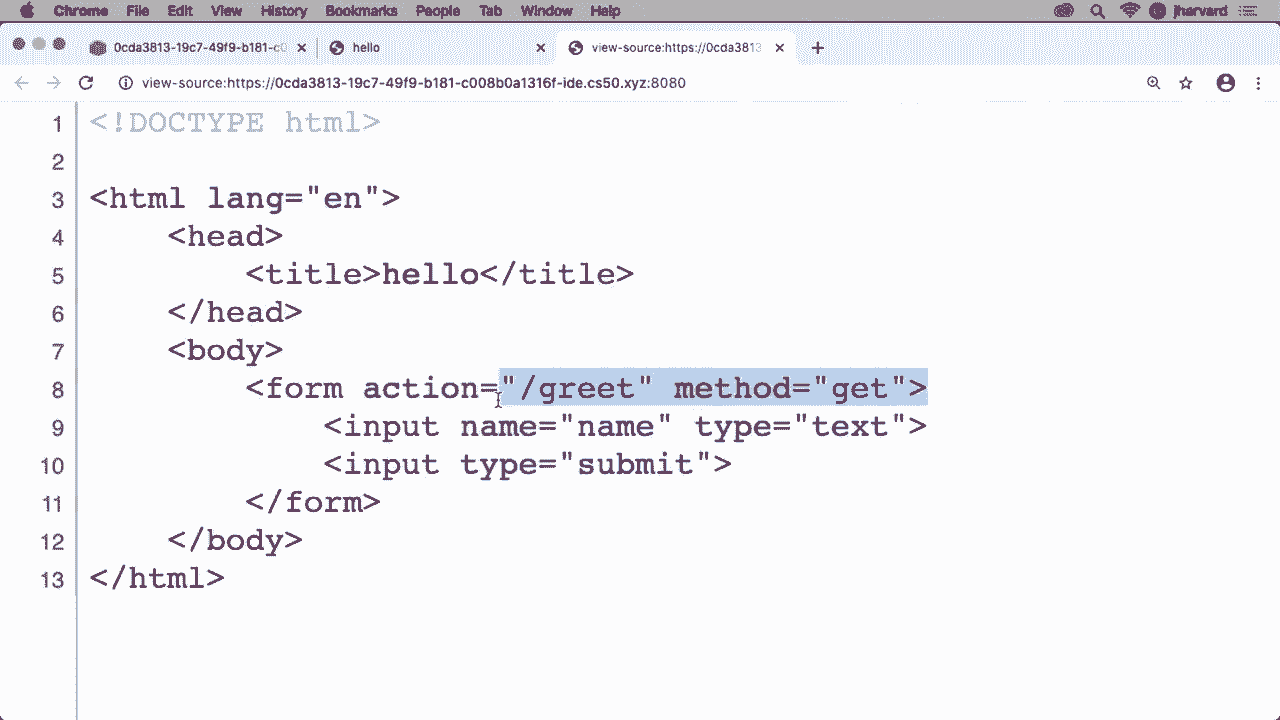 Chrome File Edit View History Bookmarks People Tab Window Help jharvard
0cda3813-19c7-49f9-b181-c0 hello view-source:https://0cda3813
view-source:https://0cda3813-19c7-49f9-b181-c008b0a1316f-ide.cs50.xyz:8080
1 <!DOCTYPE html>
2
3 <html lang="en">
4 <head>
5 <title>hello</title>
6 </head>
7 <body>
8 <form action="/greet" method="get">
9 <input name="name" type="text">
10 <input type="submit">
11 </form>
12 </body>
13 </html>